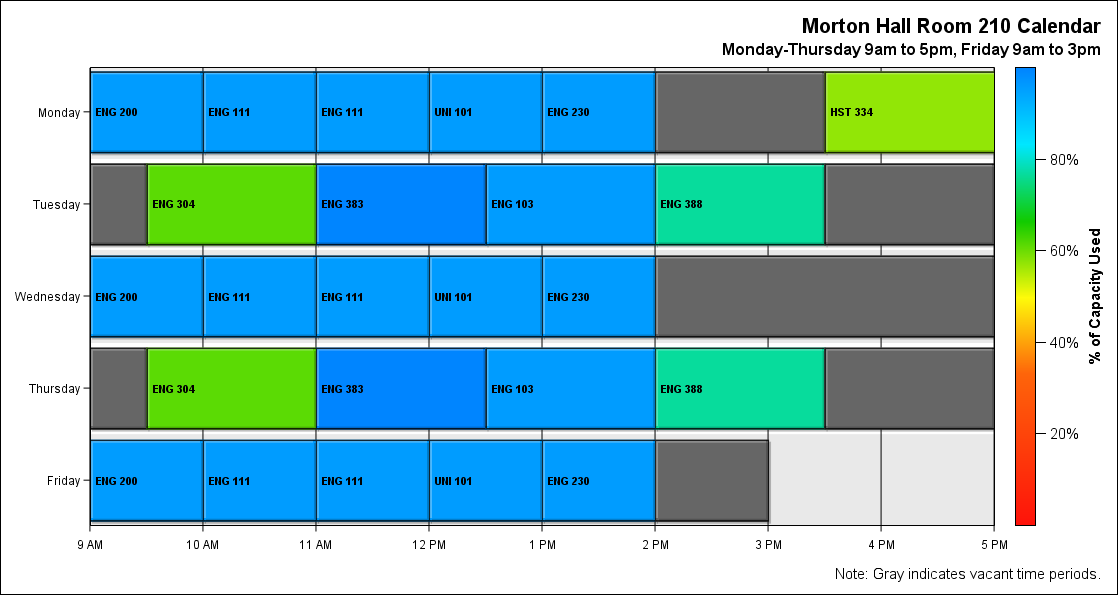 Morton Hall Room 210 Calendar
Monday-Thursday 9am to 5pm, Friday 9am to 3pm
Monday
ENG 200 ENG 111 ENG 111 UNI 101 ENG 230 HST 334
Tuesday
ENG 304 ENG 383 ENG 103 ENG 388
Wednesday
ENG 200 ENG 111 ENG 111 UNI 101 ENG 230
Thursday
ENG 304 ENG 383 ENG 103 ENG 388
Friday
ENG 200 ENG 111 ENG 111 UNI 101 ENG 230
9 AM 10 AM 11 AM 12 PM 1 PM 2 PM 3 PM 4 PM 5 PM
80%
60%
40%
20%
% of Capacity Used
Note: Gray indicates vacant time periods.